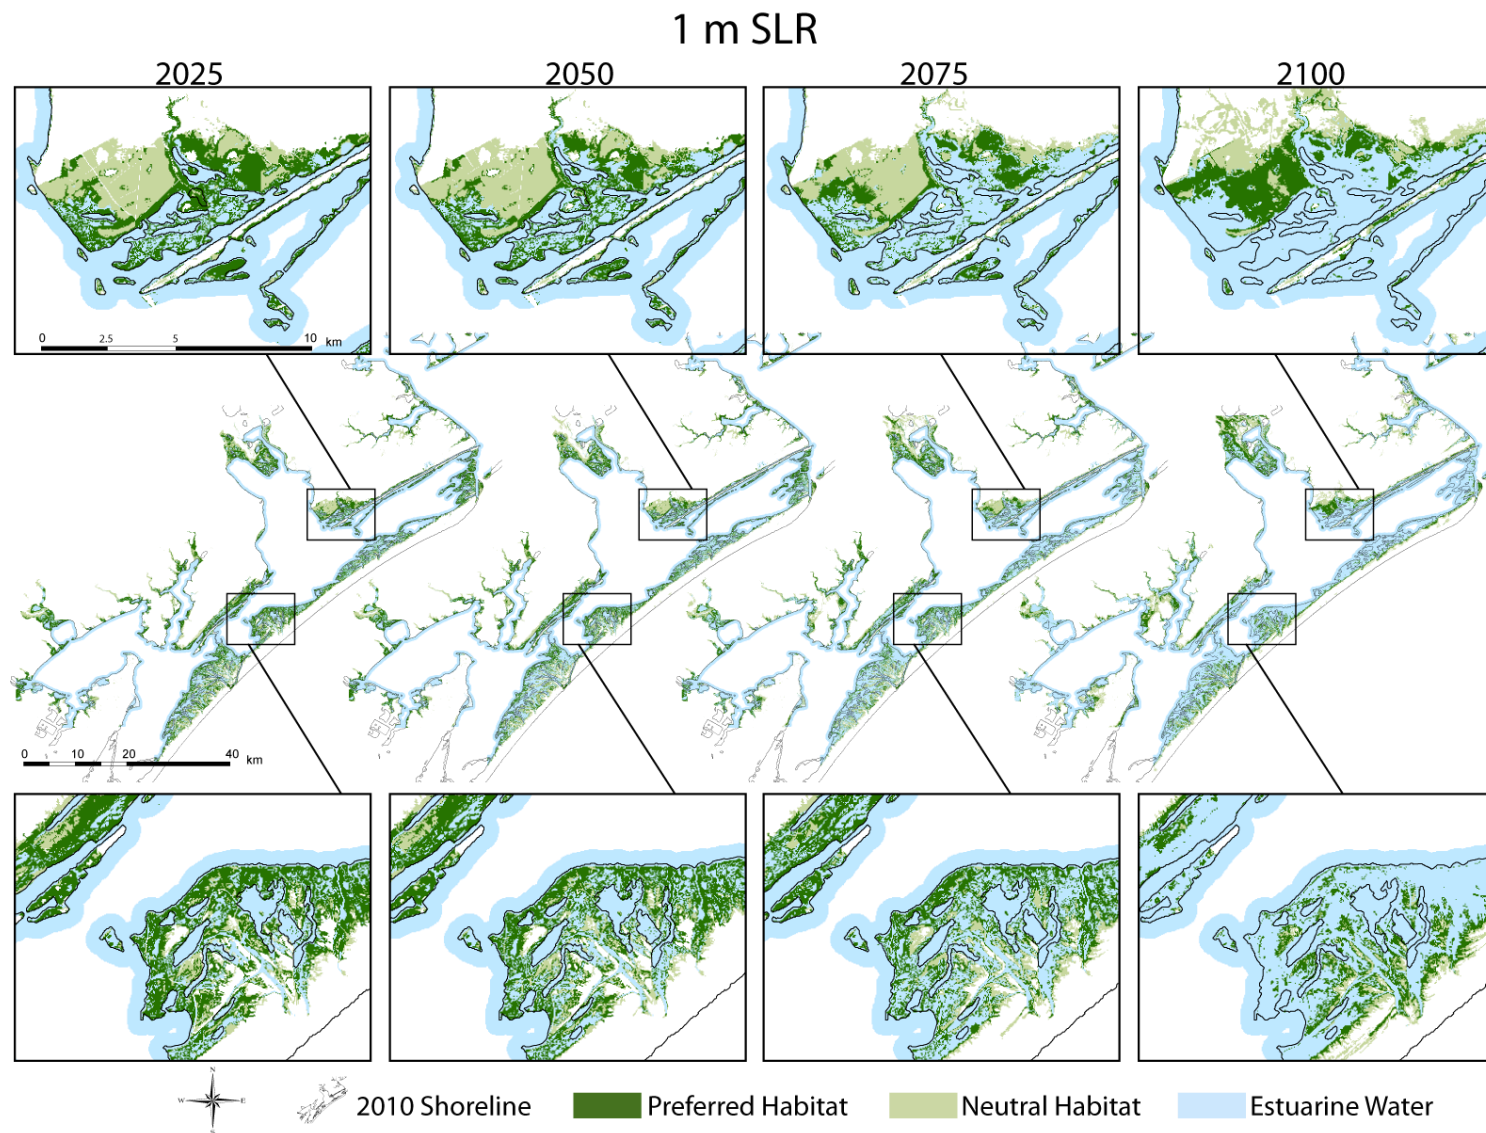 1 m SLR
2025 2050 2075 2100
0 2.5 5 10 km
0 10 20 40 km
N
W E
S
2010 Shoreline Preferred Habitat Neutral Habitat Estuarine Water